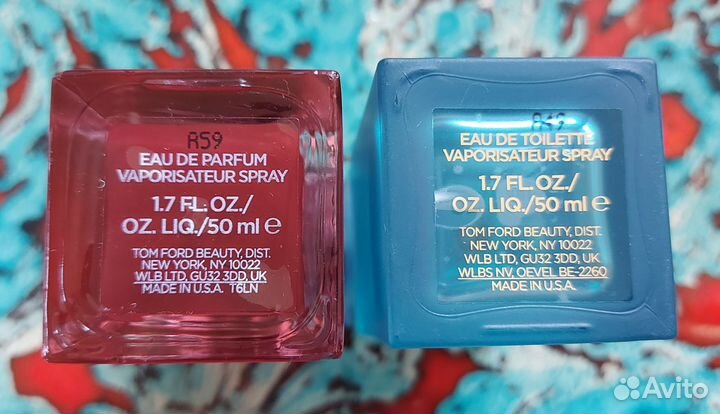 A59
EAU DE PARFUM
VAPORISATEUR SPRAY
1.7 FL. OZ./
OZ. LIQ./50 ml e
TOM FORD BEAUTY, DIST.
NEW YORK, NY 10022
WLB LTD, GU32 3DD, UK
MADE IN U.S.A. T6LN
EAU DE TOILETTE
VAPORISATEUR SPRAY
1.7 FL. OZ./
OZ. LIQ./50 ml e
TOM FORD BEAUTY, DIST.
NEW YORK, NY 10022
WLB LTD, GU32 3DD, UK
WLBS NV, OEVEL BE-2260
MADE IN U.S.A.
Avito